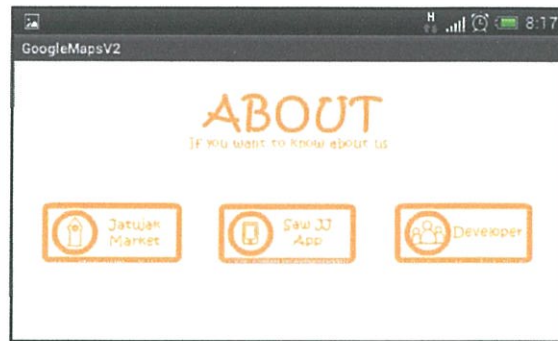 H 8:17
GoogleMapsV2
ABOUT
If you want to know about us
Jatujak
Market
Saw JJ
App
Developer